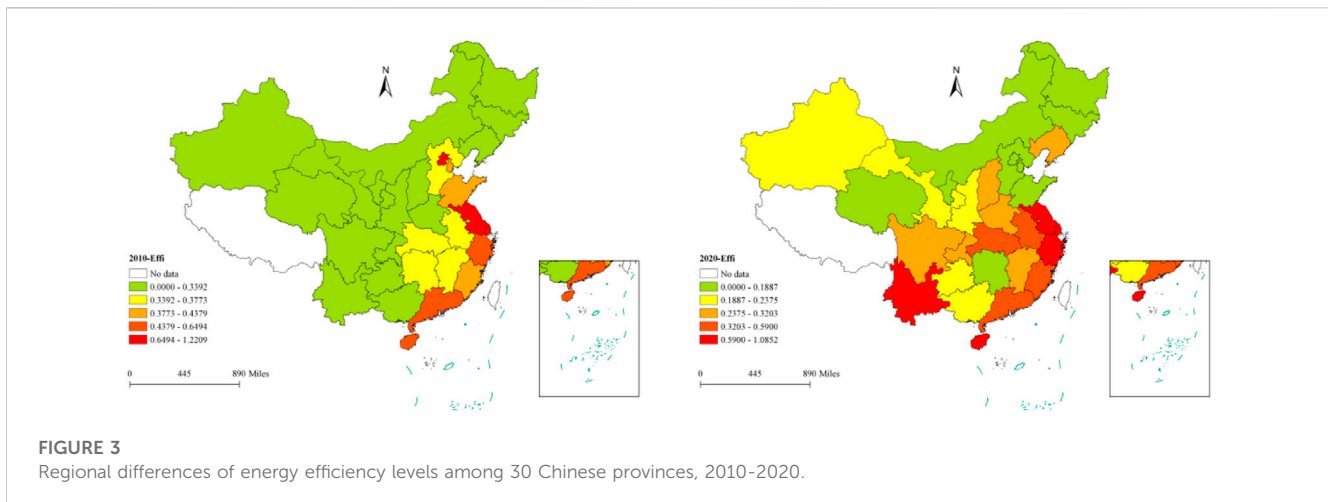 N
2010-Effi
No data
0.0000 - 0.3392
0.3392 - 0.3773
0.3773 - 0.4379
0.4379 - 0.6494
0.6494 - 1.2209
0 445 890 Miles
N
2020-Effi
No data
0.0000 - 0.1887
0.1887 - 0.2375
0.2375 - 0.3203
0.3203 - 0.5900
0.5900 - 1.0852
0 445 890 Miles
FIGURE 3
Regional differences of energy efficiency levels among 30 Chinese provinces, 2010-2020.